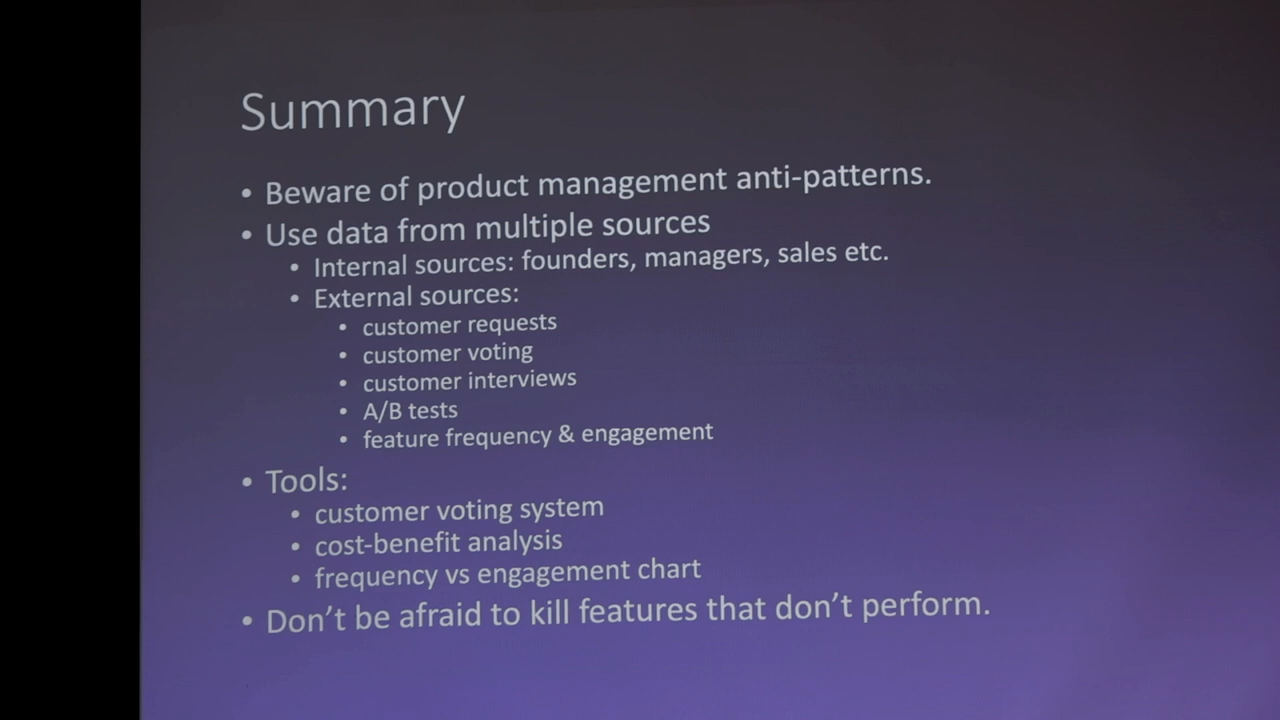 Summary
• Beware of product management anti-patterns.
• Use data from multiple sources
• Internal sources: founders, managers, sales etc.
• External sources:
• customer requests
• customer voting
• customer interviews
• A/B tests
• feature frequency & engagement
• Tools:
• customer voting system
• cost-benefit analysis
• frequency vs engagement chart
• Don’t be afraid to kill features that don’t perform.